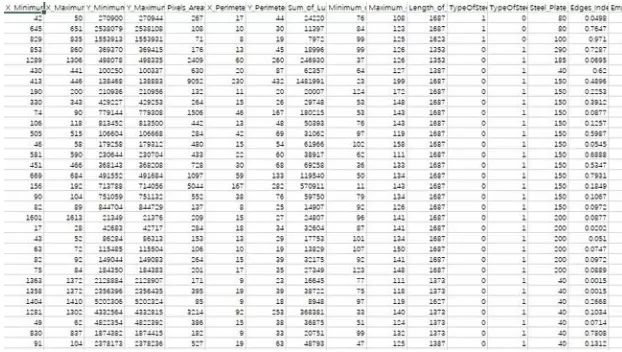 X_Minimum X_Maximum Y_Minimum Y_Maximum Pixels_Areas X_Perimeter Y_Perimeter Sum_of_Lu Minimum_ Maximum_ Length_of_ TypeOfStee TypeOfStee Steel_Plate_ Edges_Inde Em
42 50 270900 270944 267 17 44 24220 76 108 1687 1 0 80 0.0498
645 651 2538079 2538108 108 10 30 11397 84 123 1687 1 0 80 0.7647
829 835 1553913 1553931 71 8 19 7972 99 125 1623 1 0 100 0.971
853 860 369370 369415 176 13 45 18996 99 126 1353 0 1 290 0.7287
1289 1306 498078 498335 2409 60 260 246930 37 126 1353 0 1 185 0.0695
430 441 100250 100337 630 20 87 62357 64 127 1387 0 1 40 0.62
413 446 138468 138883 9052 230 432 1481991 23 199 1687 0 1 150 0.4896
190 200 210936 210956 132 11 20 20007 124 172 1687 0 1 150 0.2253
330 343 429227 429253 264 15 26 29748 53 148 1687 0 1 150 0.3912
74 90 779144 779308 1506 46 167 180215 53 143 1687 0 1 150 0.0877
106 118 813452 813500 442 13 48 50393 76 143 1687 0 1 150 0.1257
505 515 106604 106668 284 42 69 31062 97 119 1687 0 1 150 0.5987
46 58 179258 179312 480 15 54 61966 102 158 1687 0 1 150 0.0545
581 590 230644 230704 433 22 60 38917 62 111 1687 0 1 150 0.6888
451 466 368143 368208 728 30 68 69258 36 133 1687 0 1 150 0.5347
669 684 491552 491684 1097 59 133 119540 50 134 1687 0 1 150 0.7931
156 192 713788 714056 5044 167 282 570911 11 143 1687 0 1 150 0.1849
90 104 751059 751132 552 38 76 59750 79 134 1687 0 1 150 0.1067
82 89 844704 844729 137 8 25 14907 92 126 1687 0 1 150 0.0972
1601 1613 21349 21376 209 15 27 24807 96 141 1687 0 1 200 0.0877
17 28 42683 42717 284 18 34 32604 87 141 1687 0 1 200 0.0202
43 52 86284 86313 153 13 29 17753 101 134 1687 0 1 200 0.051
63 72 115485 115504 106 10 19 13829 107 150 1687 0 1 200 0.0747
82 92 149044 149083 264 15 39 32175 92 141 1687 0 1 200 0.0972
75 84 184350 184383 201 17 35 27349 123 148 1687 0 1 200 0.0889
1363 1372 2128884 2128907 171 9 23 16645 77 111 1373 0 1 40 0.0015
1358 1372 2356396 2356435 395 19 39 38722 75 118 1373 0 1 40 0.0015
1404 1410 5202306 5202324 85 9 18 8948 97 119 1627 0 1 40 0.2668
1281 1302 4332564 4332815 3214 92 253 368381 33 140 1373 0 1 40 0.1034
49 62 4822354 4822392 386 15 38 36875 51 124 1373 0 1 40 0.0714
830 837 1874382 1874415 182 9 33 20751 99 132 1373 0 1 40 0.7808
91 104 2378173 2378236 527 19 63 48793 47 125 1387 0 1 40 0.1312